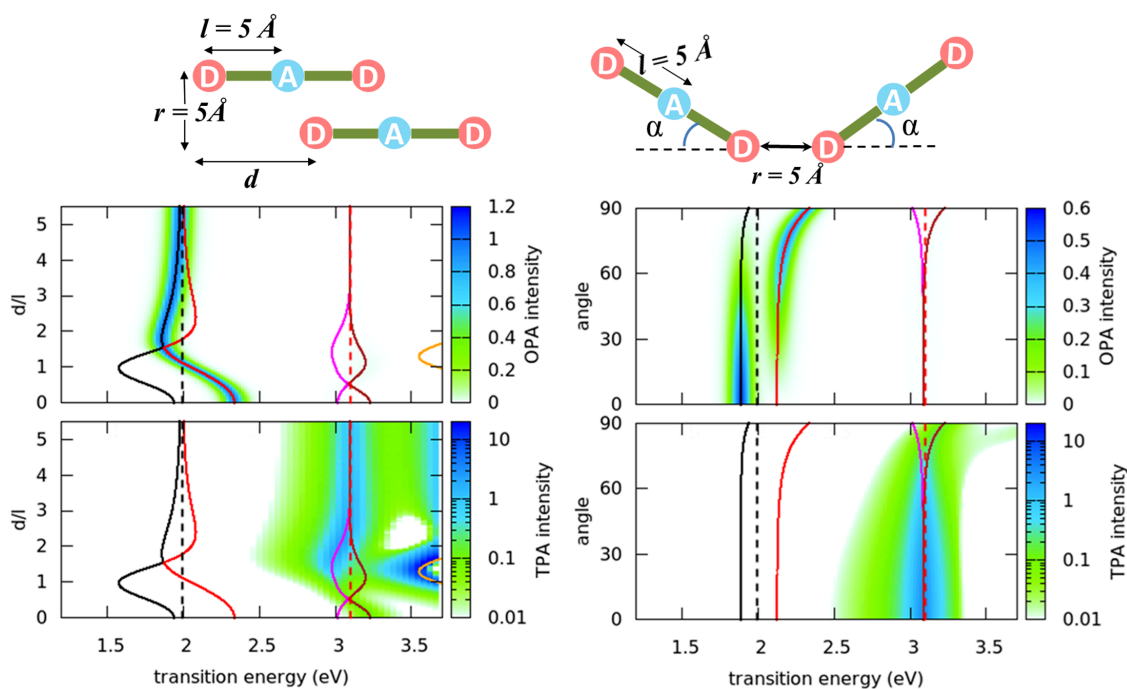 l = 5 Å
D A D
r = 5Å
D A D
d
D
l = 5 Å
A
α
D
r = 5 Å
D
A
α
D
5
4
3
2
1
0
d/l
1.2
1
0.8
0.6
0.4
0.2
0
OPA intensity
90
60
30
0
angle
0.6
0.5
0.4
0.3
0.2
0.1
0
OPA intensity
5
4
3
2
1
0
d/l
1.5 2 2.5 3 3.5
transition energy (eV)
10
1
0.1
0.01
TPA intensity
90
60
30
0
angle
1.5 2 2.5 3 3.5
transition energy (eV)
10
1
0.1
0.01
TPA intensity